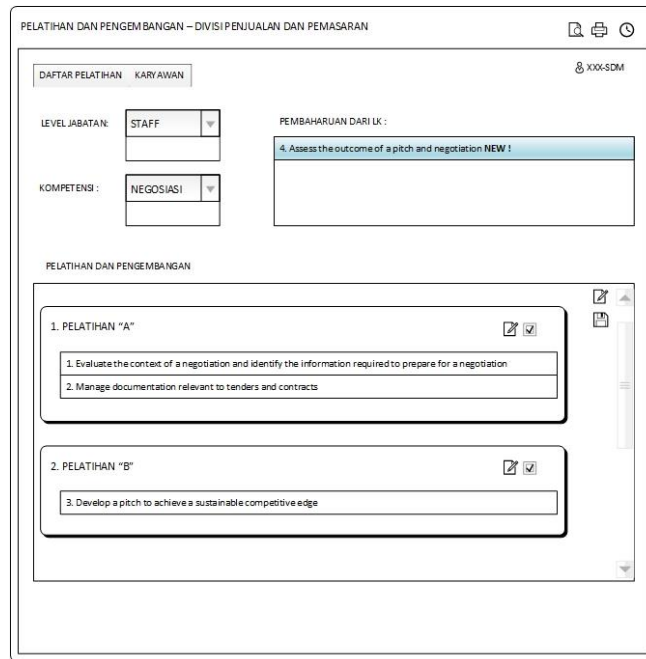 PELATIHAN DAN PENGEMBANGAN – DIVISI PENJUALAN DAN PEMASARAN
XXX-SDM
DAFTAR PELATIHAN KARYAWAN
LEVEL JABATAN: STAFF
PEMBAHARUAN DARI LK :
4. Assess the outcome of a pitch and negotiation NEW !
KOMPETENSI : NEGOSIASI
PELATIHAN DAN PENGEMBANGAN
1. PELATIHAN “A”
1. Evaluate the context of a negotiation and identify the information required to prepare for a negotiation
2. Manage documentation relevant to tenders and contracts
2. PELATIHAN “B”
3. Develop a pitch to achieve a sustainable competitive edge